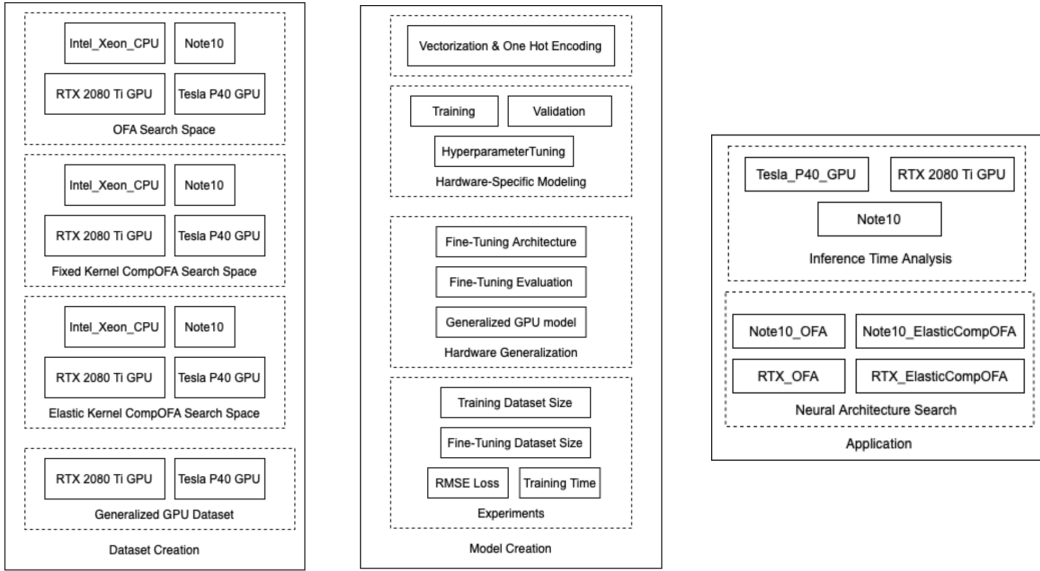 Intel_Xeon_CPU
Note10
RTX 2080 Ti GPU
Tesla P40 GPU
OFA Search Space
Intel_Xeon_CPU
Note10
RTX 2080 Ti GPU
Tesla P40 GPU
Fixed Kernel CompOFA Search Space
Intel_Xeon_CPU
Note10
RTX 2080 Ti GPU
Tesla P40 GPU
Elastic Kernel CompOFA Search Space
RTX 2080 Ti GPU
Tesla P40 GPU
Generalized GPU Dataset
Dataset Creation
Vectorization & One Hot Encoding
Training
Validation
HyperparameterTuning
Hardware-Specific Modeling
Fine-Tuning Architecture
Fine-Tuning Evaluation
Generalized GPU model
Hardware Generalization
Training Dataset Size
Fine-Tuning Dataset Size
RMSE Loss
Training Time
Experiments
Model Creation
Tesla_P40_GPU
RTX 2080 Ti GPU
Note10
Inference Time Analysis
Note10_OFA
Note10_ElasticCompOFA
RTX_OFA
RTX_ElasticCompOFA
Neural Architecture Search
Application